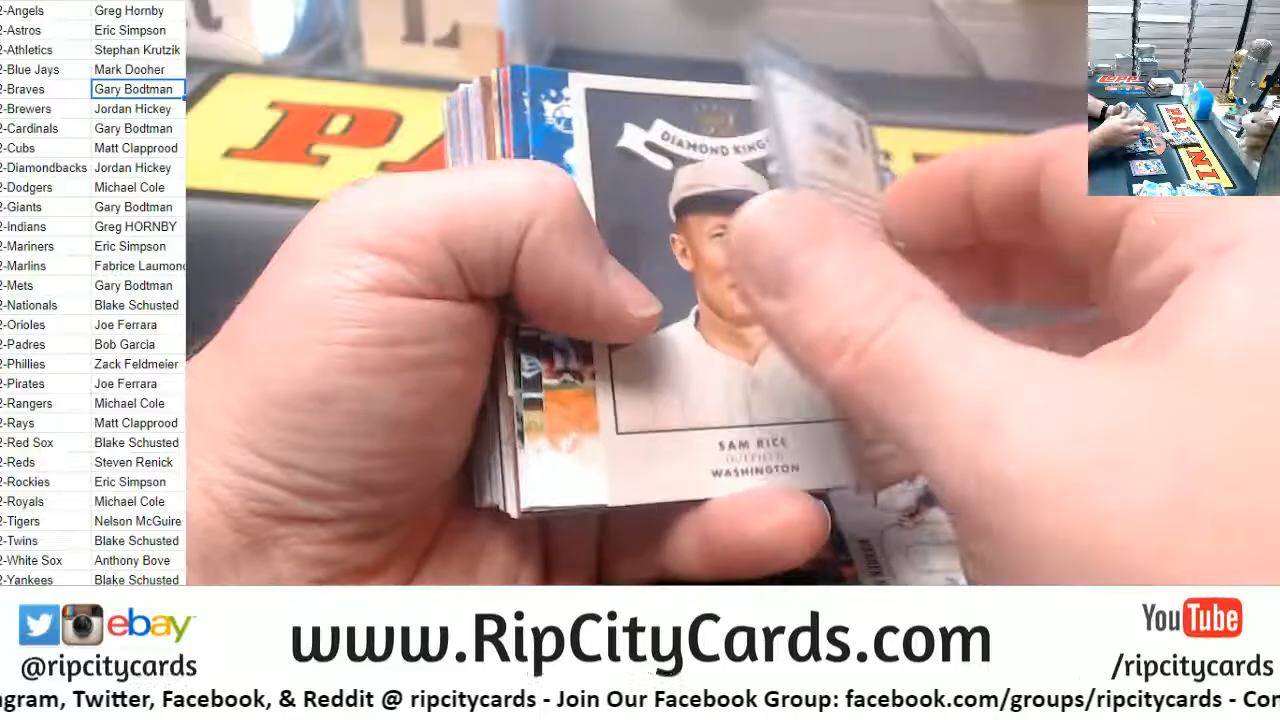 2-Angels Greg Hornby
2-Astros Eric Simpson
2-Athletics Stephan Krutzik
2-Blue Jays Mark Dooher
2-Braves Gary Bodtman
2-Brewers Jordan Hickey
2-Cardinals Gary Bodtman
2-Cubs Matt Clapprood
2-Diamondbacks Jordan Hickey
2-Dodgers Michael Cole
2-Giants Gary Bodtman
2-Indians Greg HORNBY
2-Mariners Eric Simpson
2-Marlins Fabrice Laumond
2-Mets Gary Bodtman
2-Nationals Blake Schusted
2-Orioles Joe Ferrara
2-Padres Bob Garcia
2-Phillies Zack Feldmeier
2-Pirates Joe Ferrara
2-Rangers Michael Cole
2-Rays Matt Clapprood
2-Red Sox Blake Schusted
2-Reds Steven Renick
2-Rockies Eric Simpson
2-Royals Michael Cole
2-Tigers Nelson McGuire
2-Twins Blake Schusted
2-White Sox Anthony Bove
2-Yankees Blake Schusted
DIAMOND KINGS
SAM RICE
OUTFIELD
WASHINGTON
PANINI
ebay
@ripcitycards
www.RipCityCards.com
YouTube
/ripcitycards
agram, Twitter, Facebook, & Reddit @ ripcitycards - Join Our Facebook Group: facebook.com/groups/ripcitycards - Con